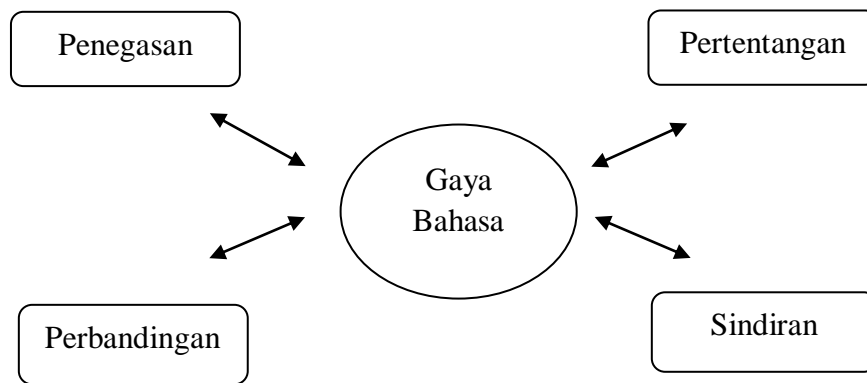 Penegasan
Pertentangan
Gaya
Bahasa
Perbandingan
Sindiran